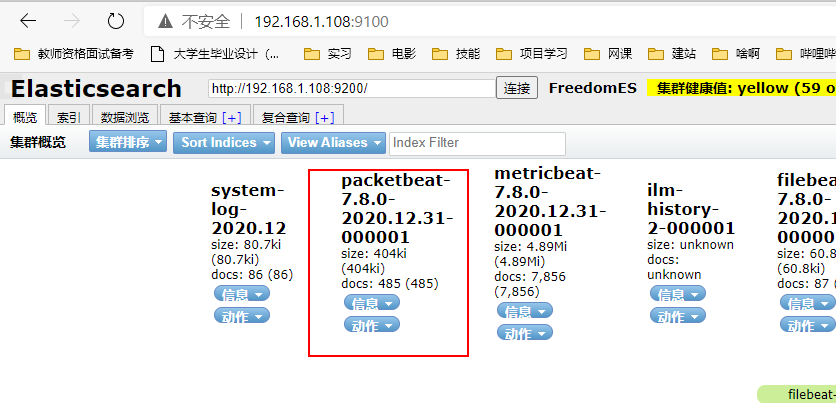 不安全 192.168.1.108:9100
教师资格面试备考 大学生毕业设计 (... 实习 电影 技能 项目学习 网课 建站 啥啊 哔哩哔
Elasticsearch http://192.168.1.108:9200/ 连接 FreedomES 集群健康值: yellow (59 o
概览 索引 数据浏览 基本查询 [+] 复合查询 [+]
集群概览 集群排序 Sort Indices View Aliases Index Filter
system-
log-
2020.12
size: 80.7ki
(80.7ki)
docs: 86 (86)
信息
动作
packetbeat-
7.8.0-
2020.12.31-
000001
size: 404ki
(404ki)
docs: 485 (485)
信息
动作
metricbeat-
7.8.0-
2020.12.31-
000001
size: 4.89Mi
(4.89Mi)
docs: 7,856
(7,856)
信息
动作
ilm-
history-
2-000001
size: unknown
docs:
unknown
信息
动作
filebeat
7.8.0-
2020.12
00000
size: 60.8
(60.8ki)
docs: 87 (
信息
动作
filebeat-